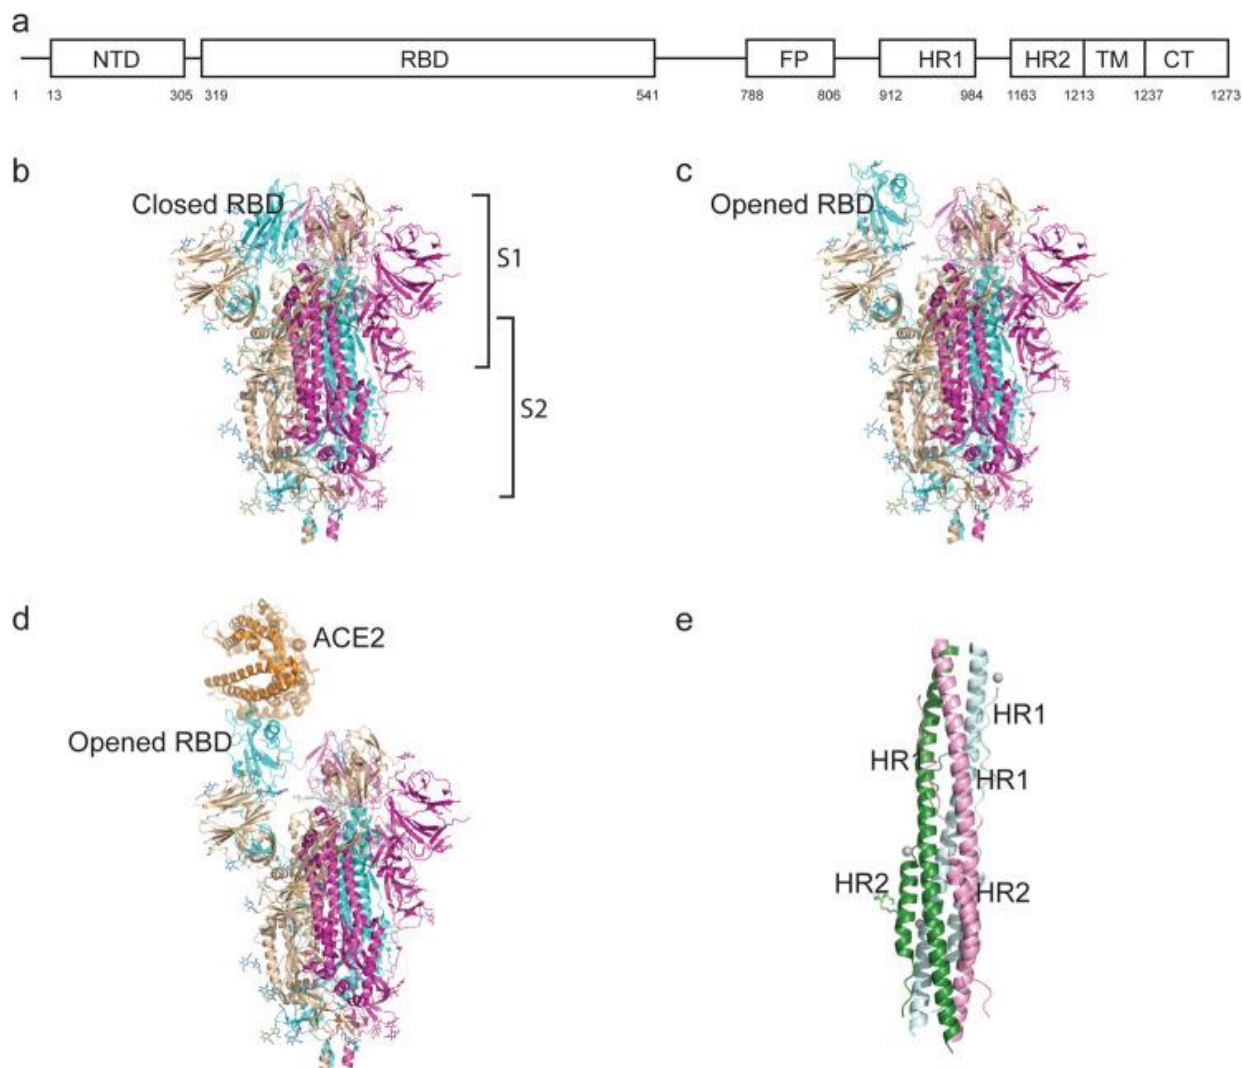 a
NTD RBD FP HR1 HR2 TM CT
1 13 305 319 541 788 806 912 984 1163 1213 1237 1273
b
c
Closed RBD
Opened RBD
S1
S2
d
e
ACE2
Opened RBD
HR1
HR1
HR1
HR2
HR2